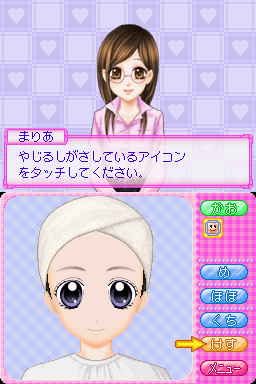 まりあ
やじるしがさしているアイコン
をタッチしてください。
かお
め
ほほ
くち
けす
メニュー